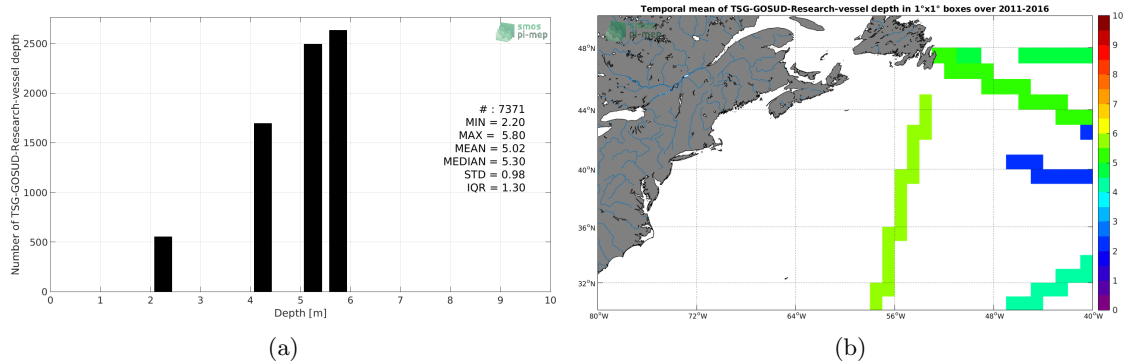 2500
2000
1500
1000
500
0
Number of TSG-GOSUD-Research-vessel depth
0 1 2 3 4 5 6 7 8 9 10
Depth [m]
smos
pi-mep
# : 7371
MIN = 2.20
MAX = 5.80
MEAN = 5.02
MEDIAN = 5.30
STD = 0.98
IQR = 1.30
(a)
Temporal mean of TSG-GOSUD-Research-vessel depth in 1°x1° boxes over 2011-2016
smos
pi-mep
48°N
44°N
40°N
36°N
32°N
80°W 72°W 64°W 56°W 48°W 40°W
10
9
8
7
6
5
4
3
2
1
0
(b)